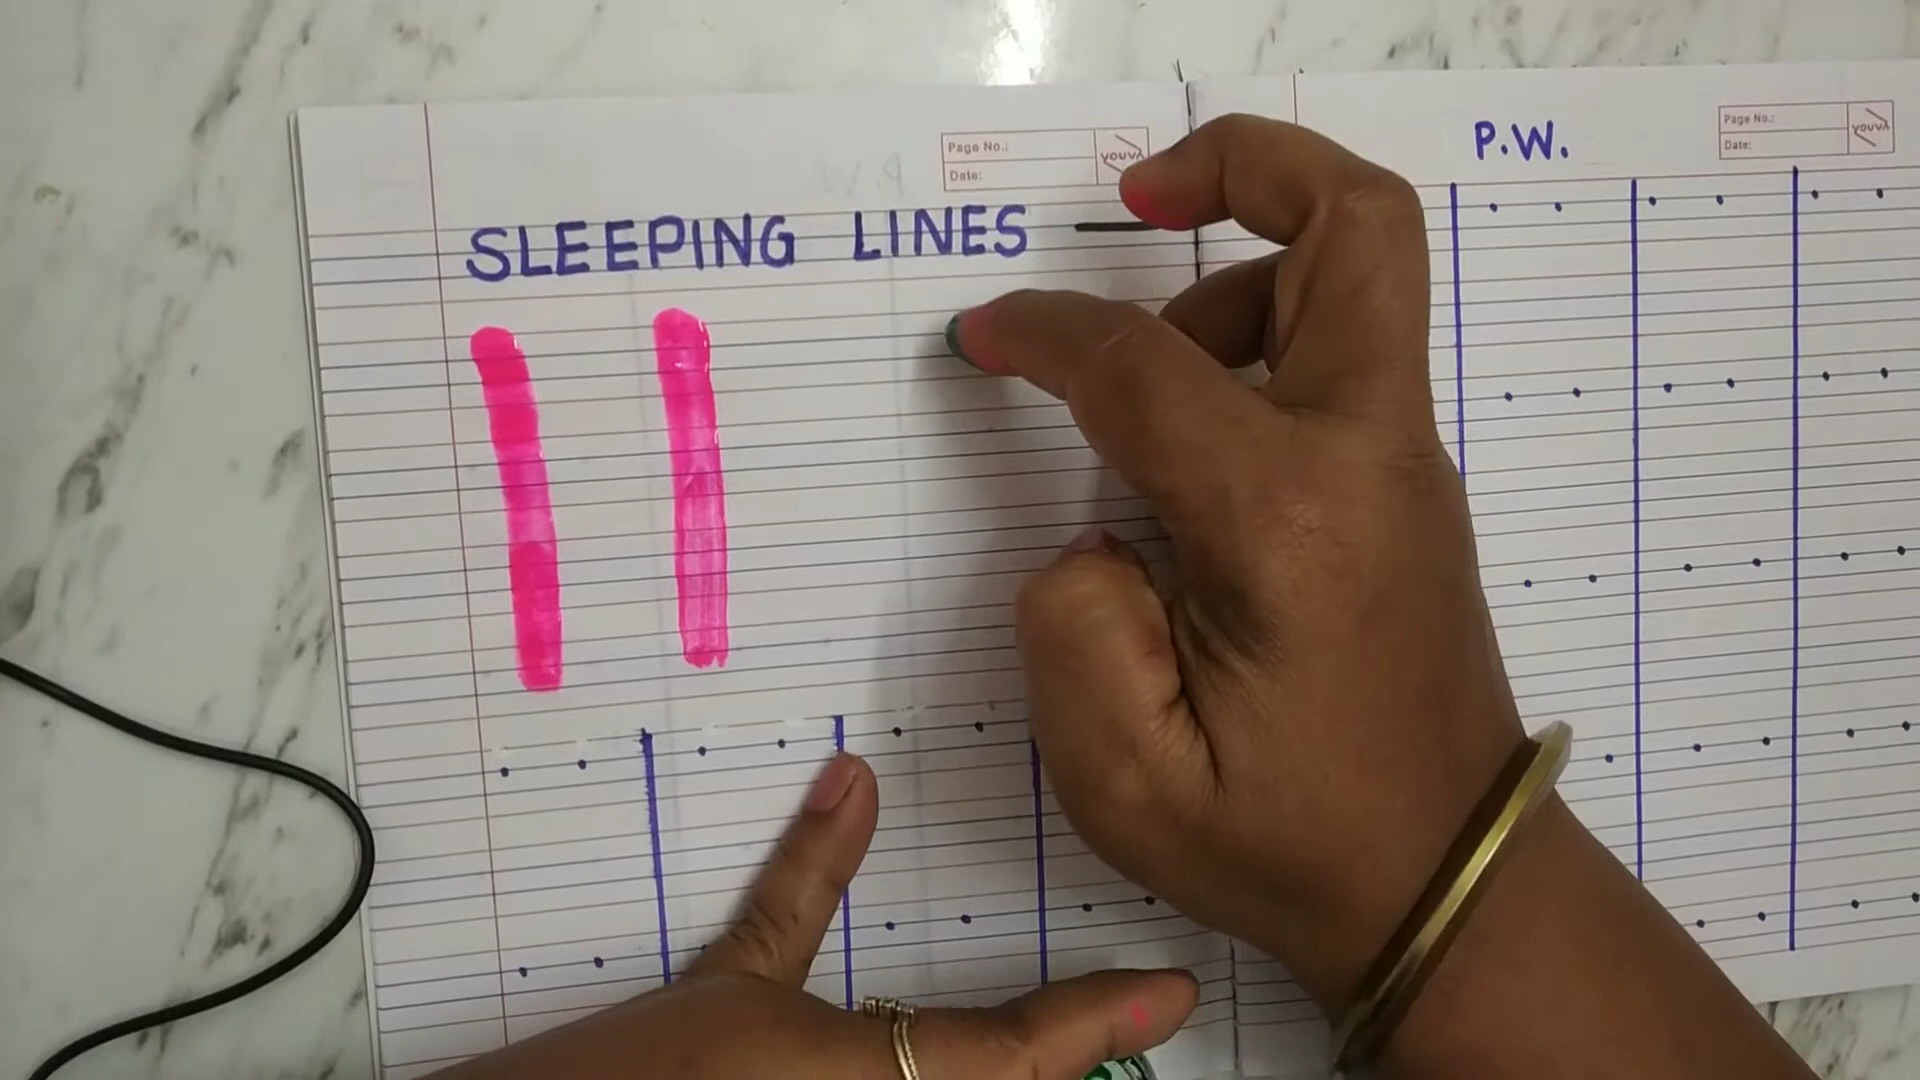 Page No.:
Date:
youva
SLEEPING LINES
P.W.
Page No.:
Date:
youva